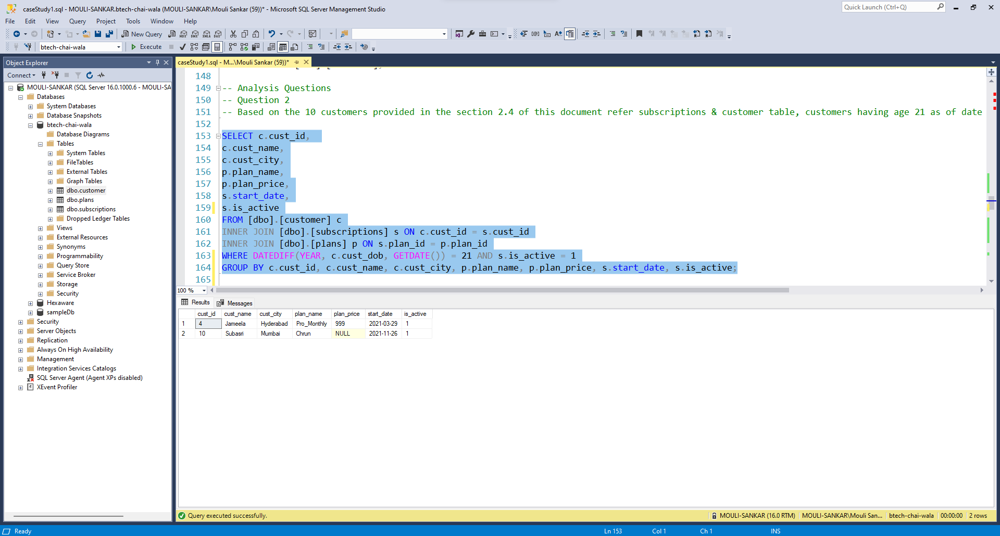 caseStudy1.sql - MOULI-SANKAR.btech-chai-wala (MOULI-SANKAR\Mouli Sankar (59))* - Microsoft SQL Server Management Studio
Quick Launch (Ctrl+Q)
File Edit View Query Project Tools Window Help
New Query
MDX DMX XMLA DAX
btech-chai-wala
Execute
Object Explorer
Connect
MOULI-SANKAR (SQL Server 16.0.1000.6 - MOULI-SA
Databases
System Databases
Database Snapshots
btech-chai-wala
Database Diagrams
Tables
System Tables
FileTables
External Tables
Graph Tables
dbo.customer
dbo.plans
dbo.subscriptions
Dropped Ledger Tables
Views
External Resources
Synonyms
Programmability
Query Store
Service Broker
Storage
Security
Hexaware
sampleDb
Security
Server Objects
Replication
Always On High Availability
Management
Integration Services Catalogs
SQL Server Agent (Agent XPs disabled)
XEvent Profiler
caseStudy1.sql - M...\Mouli Sankar (59))*
148
149 -- Analysis Questions
150 -- Question 2
151 -- Based on the 10 customers provided in the section 2.4 of this document refer subscriptions & customer table, customers having age 21 as of date
152
153 SELECT c.cust_id,
154 c.cust_name,
155 c.cust_city,
156 p.plan_name,
157 p.plan_price,
158 s.start_date,
159 s.is_active
160 FROM [dbo].[customer] c
161 INNER JOIN [dbo].[subscriptions] s ON c.cust_id = s.cust_id
162 INNER JOIN [dbo].[plans] p ON s.plan_id = p.plan_id
163 WHERE DATEDIFF(YEAR, c.cust_dob, GETDATE()) = 21 AND s.is_active = 1
164 GROUP BY c.cust_id, c.cust_name, c.cust_city, p.plan_name, p.plan_price, s.start_date, s.is_active;
165
100 %
Results Messages
cust_id cust_name cust_city plan_name plan_price start_date is_active
1 4 Jameela Hyderabad Pro_Monthly 999 2021-03-29 1
2 10 Subasri Mumbai Chrun NULL 2021-11-26 1
Query executed successfully.
MOULI-SANKAR (16.0 RTM) MOULI-SANKAR\Mouli San... btech-chai-wala 00:00:00 2 rows
Ready Ln 153 Col 1 Ch 1 INS